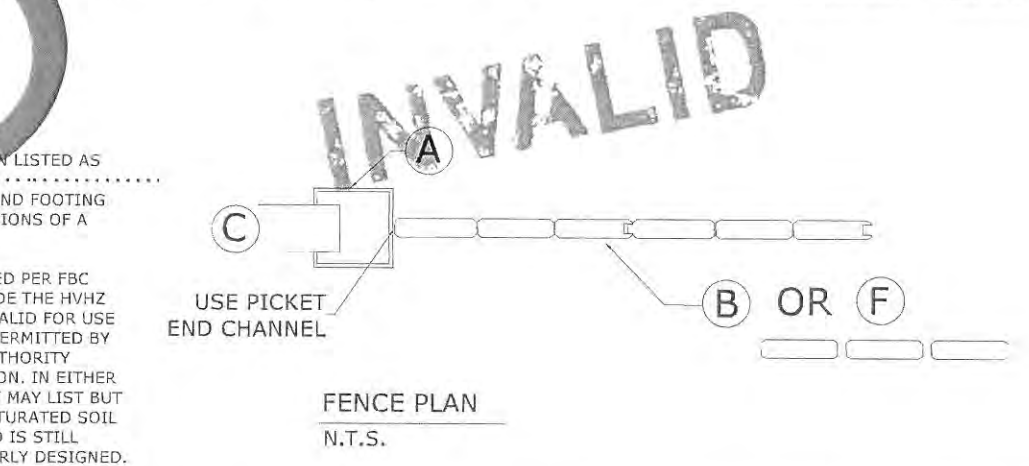 INVALID
LISTED AS
ND FOOTING
IONS OF A
ED PER FBC
DE THE HVHZ
ALID FOR USE
ERMITTED BY
THORITY
ON. IN EITHER
MAY LIST BUT
TURATED SOIL
IS STILL
RLY DESIGNED.
A
C
USE PICKET
END CHANNEL
B OR F
FENCE PLAN
N.T.S.